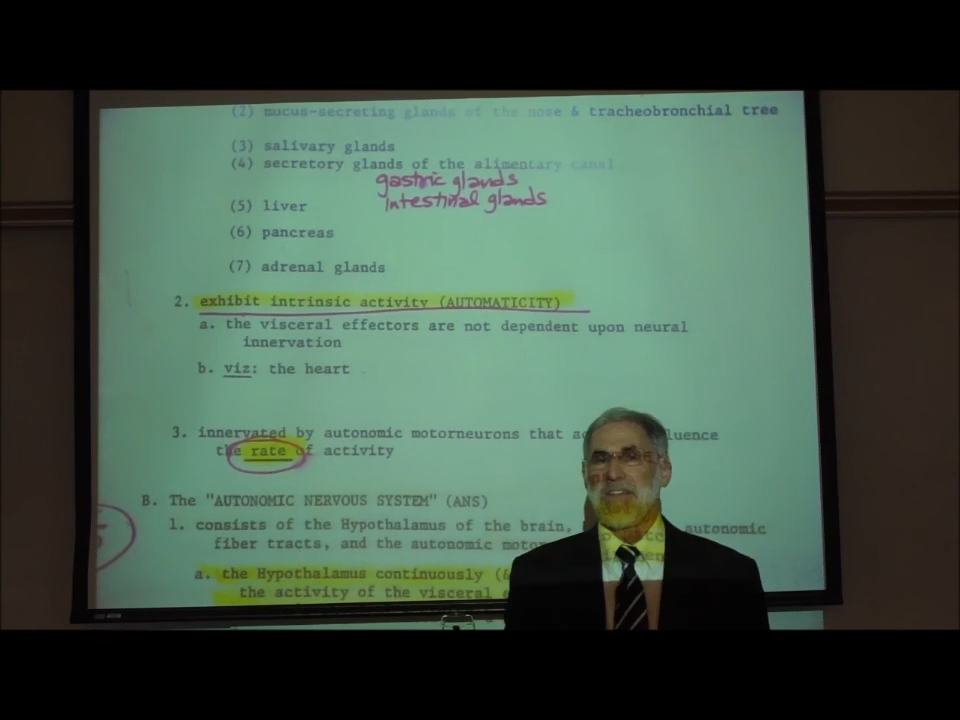 (2) mucus-secreting glands of the nose & tracheobronchial tree
(3) salivary glands
(4) secretory glands of the alimentary canal
gastric glands
intestinal glands
(5) liver
(6) pancreas
(7) adrenal glands
2. exhibit intrinsic activity (AUTOMATICITY)
a. the visceral effectors are not dependent upon neural
innervation
b. viz: the heart
3. innervated by autonomic motorneurons that
the rate of activity
B. The "AUTONOMIC NERVOUS SYSTEM" (ANS)
1. consists of the Hypothalamus of the brain, autonomic
fiber tracts, and the autonomic
a. the Hypothalamus continuously
the activity of the visceral